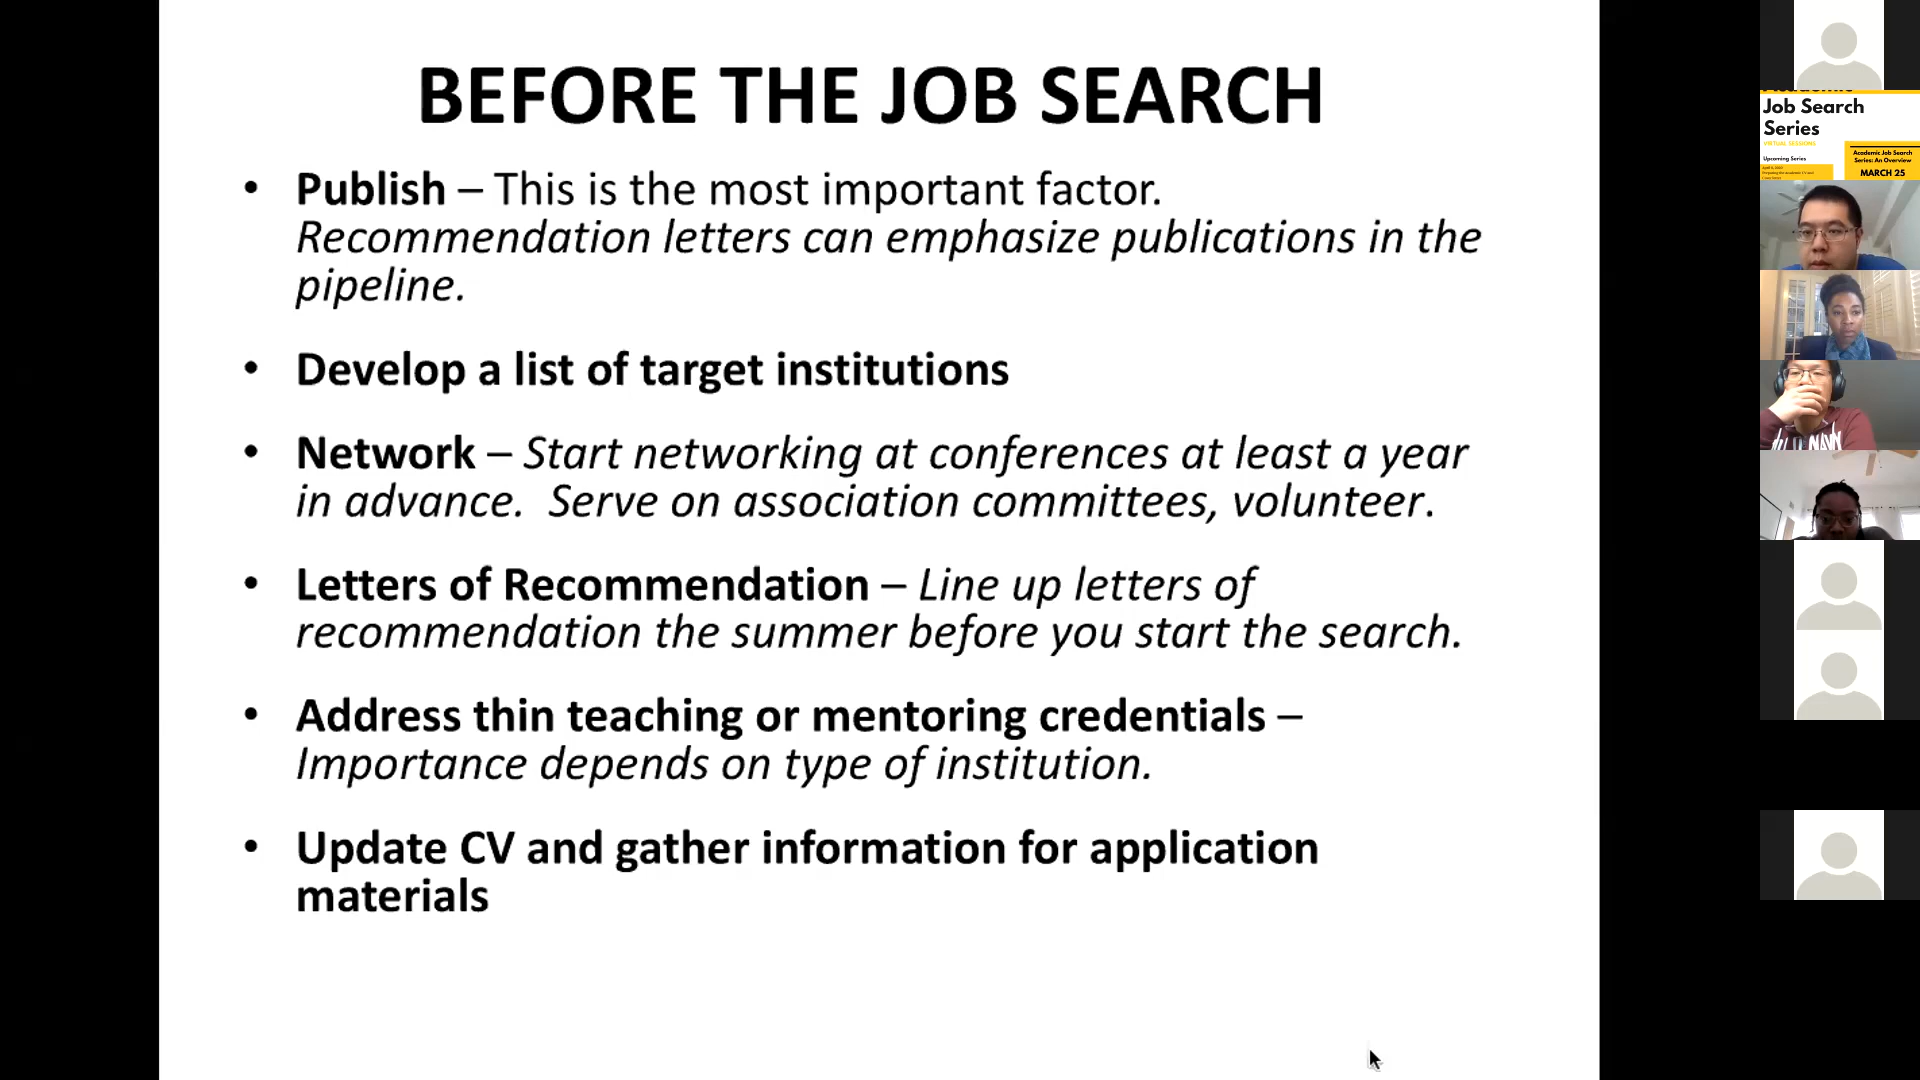 BEFORE THE JOB SEARCH
• Publish – This is the most important factor.
Recommendation letters can emphasize publications in the
pipeline.
• Develop a list of target institutions
• Network – Start networking at conferences at least a year
in advance. Serve on association committees, volunteer.
• Letters of Recommendation – Line up letters of
recommendation the summer before you start the search.
• Address thin teaching or mentoring credentials –
Importance depends on type of institution.
• Update CV and gather information for application
materials
Academic
Job Search
Series
VIRTUAL SESSIONS
Upcoming Series
Academic Job Search
Series: An Overview
MARCH 25